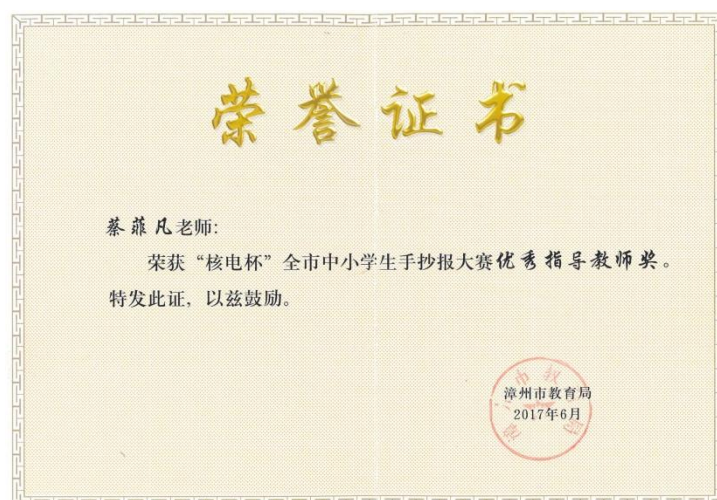 荣誉证书
蔡菲凡老师:
荣获“核电杯”全市中小学生手抄报大赛优秀指导教师奖。
特发此证，以兹鼓励。
漳州市教育局
2017年6月